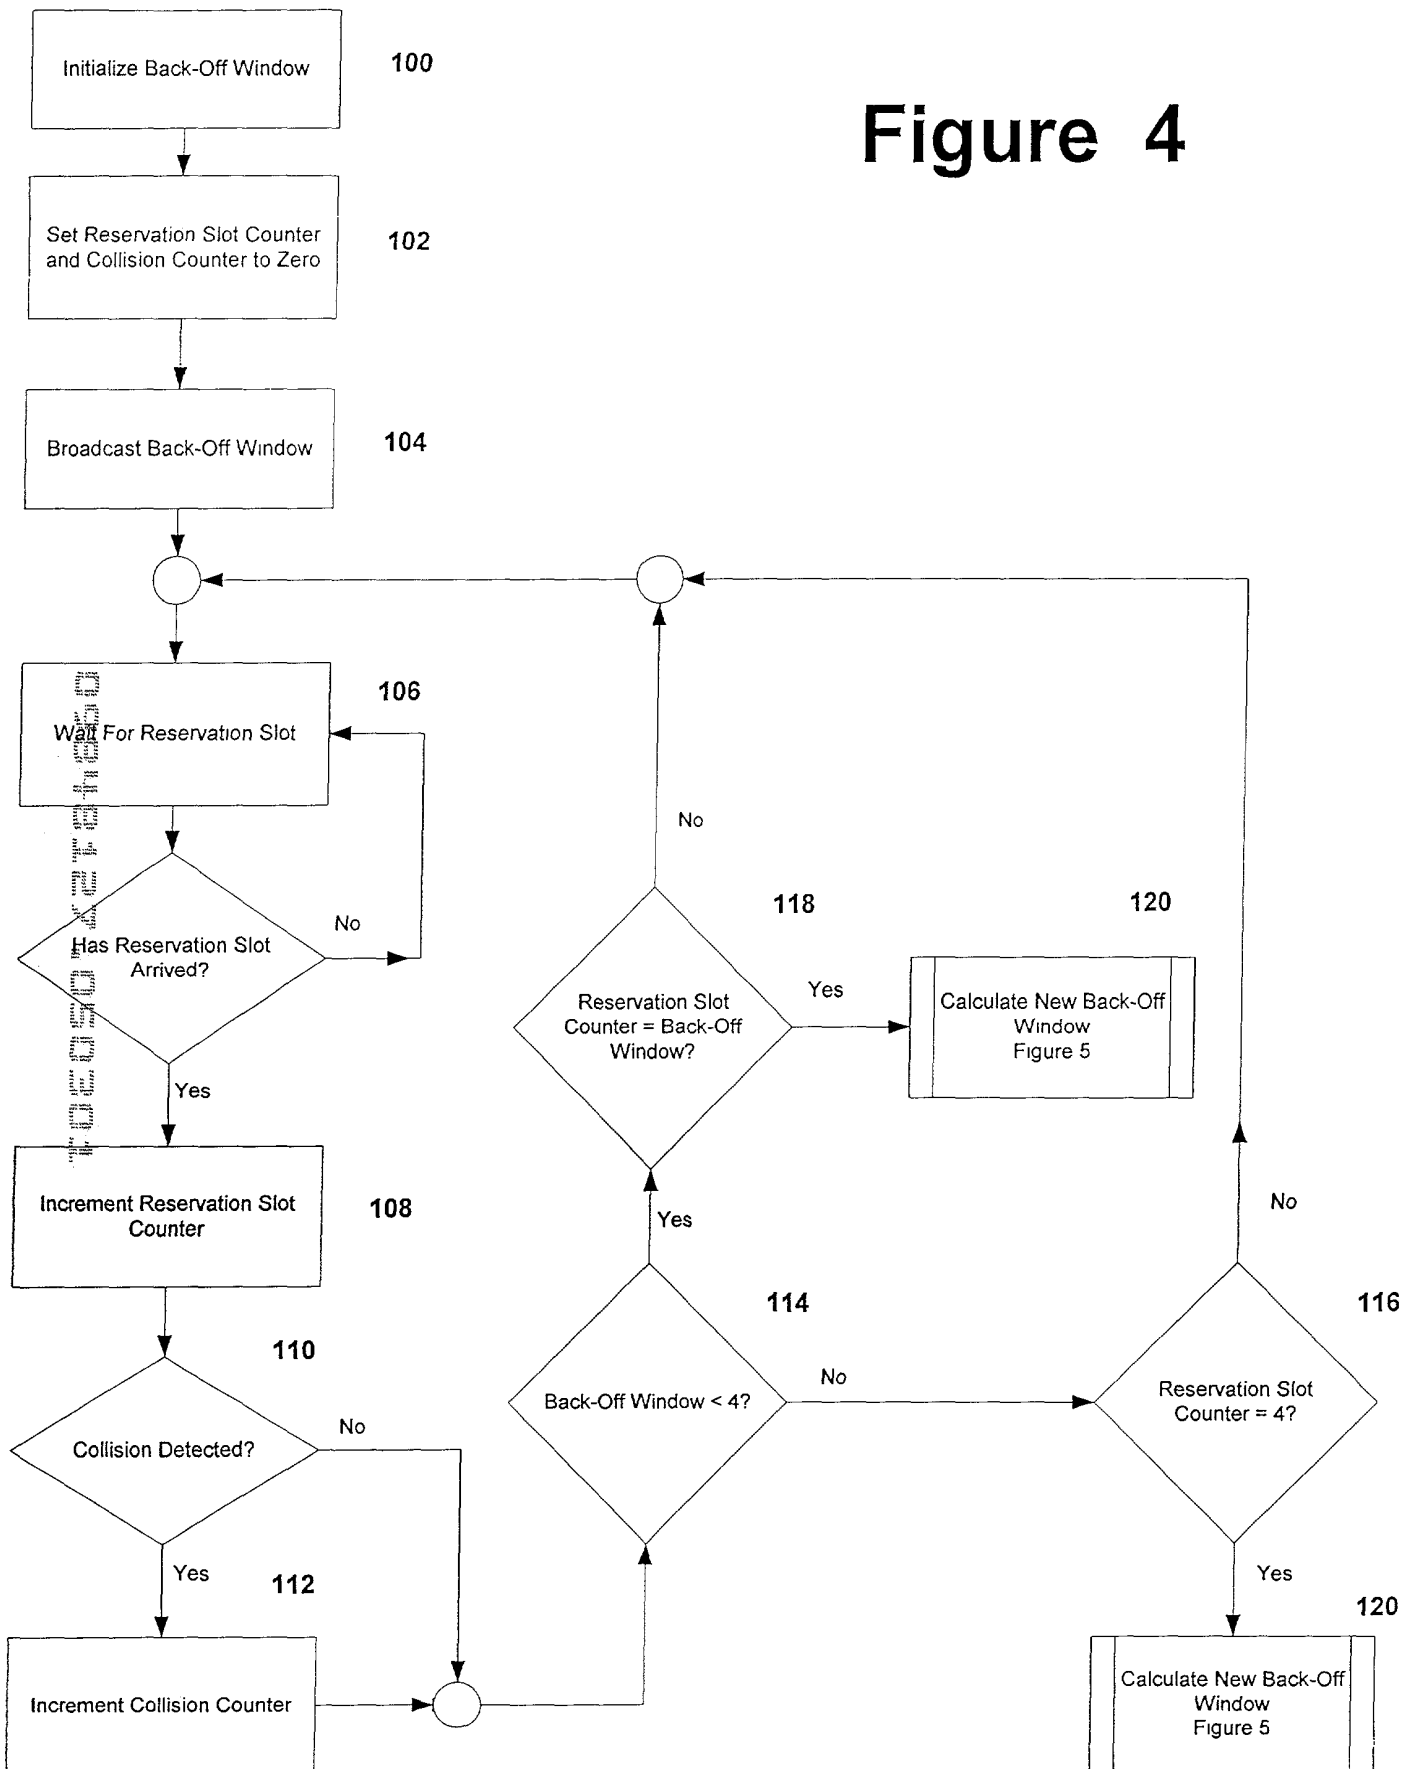 Figure 4
Initialize Back-Off Window
100
Set Reservation Slot Counter
and Collision Counter to Zero
102
Broadcast Back-Off Window
104
Wait For Reservation Slot
106
Has Reservation Slot
Arrived?
No
Yes
Increment Reservation Slot
Counter
108
110
Collision Detected?
No
Yes
112
Increment Collision Counter
114
Back-Off Window < 4?
Yes
No
118
Reservation Slot
Counter = Back-Off
Window?
No
Yes
120
Calculate New Back-Off
Window
Figure 5
116
Reservation Slot
Counter = 4?
No
Yes
120
Calculate New Back-Off
Window
Figure 5